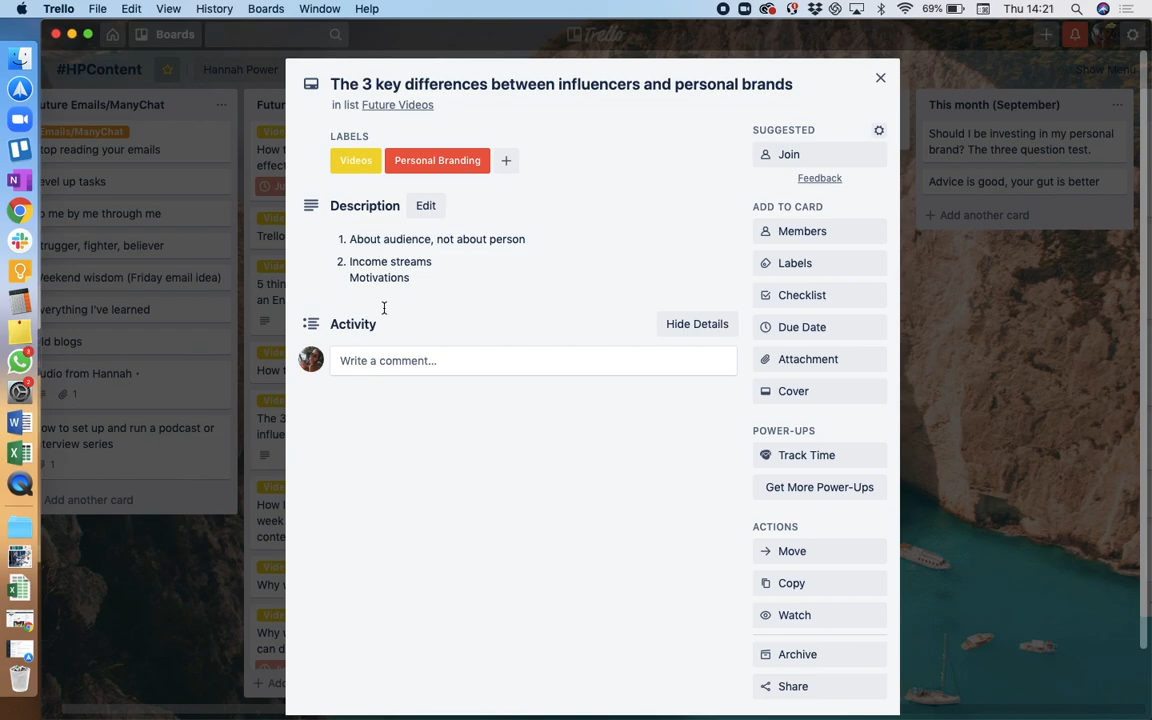 Trello File Edit View History Boards Window Help
69% Thu 14:21
Boards
Trello
#HPContent
Hannah Power
Show Menu
uture Emails/ManyChat
Emails/ManyChat
top reading your emails
evel up tasks
o me by me through me
trugger, fighter, believer
eekend wisdom (Friday email idea)
verything I've learned
ld blogs
udio from Hannah
1
ow to set up and run a podcast or
terview series
1
Add another card
Futur
How t
effect
Ju
Trello
5 thin
an En
How t
The 3
influe
How I
week
conte
Why w
Why w
can d
+ Add
The 3 key differences between influencers and personal brands
in list Future Videos
LABELS
Videos
Personal Branding
+
Description
Edit
1. About audience, not about person
2. Income streams
Motivations
Activity
Hide Details
Write a comment...
SUGGESTED
Join
Feedback
ADD TO CARD
Members
Labels
Checklist
Due Date
Attachment
Cover
POWER-UPS
Track Time
Get More Power-Ups
ACTIONS
Move
Copy
Watch
Archive
Share
This month (September)
Should I be investing in my personal
brand? The three question test.
Advice is good, your gut is better
+ Add another card